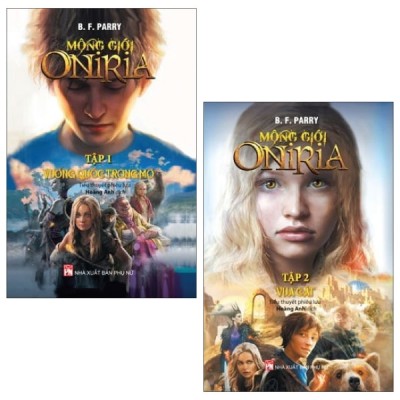 B. F. PARRY
MỘNG GIỚI
ONIRIA
TẬP 1
VƯƠNG QUỐC TRONG MƠ
Tiểu thuyết phiêu lưu
Hoàng Anh dịch
NHÀ XUẤT BẢN PHỤ NỮ
B. F. PARRY
MỘNG GIỚI
ONIRIA
TẬP 2
VUA CÁT
Tiểu thuyết phiêu lưu
Hoàng Anh dịch
NHÀ XUẤT BẢN PHỤ NỮ